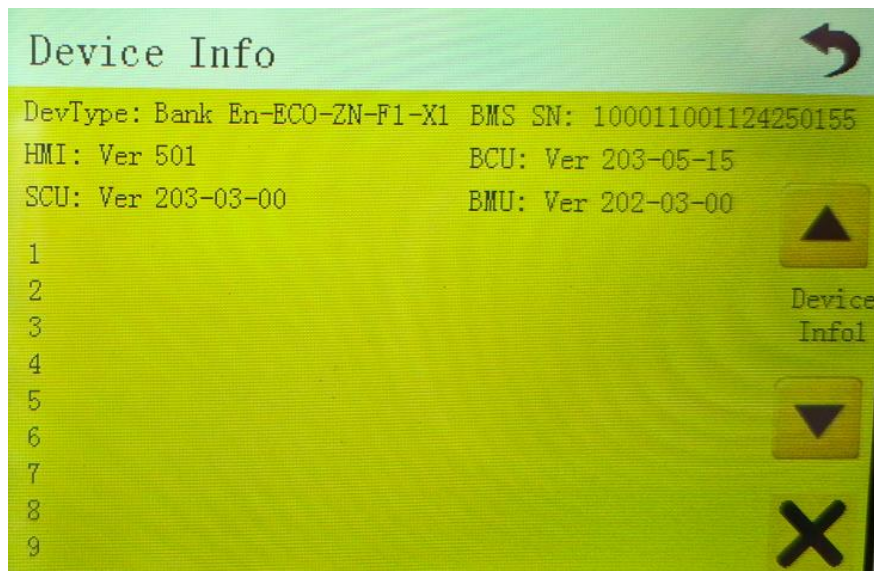 Device Info
DevType: Bank En-ECO-ZN-F1-X1 BMS SN: 100011001124250155
HMI: Ver 501 BCU: Ver 203-05-15
SCU: Ver 203-03-00 BMU: Ver 202-03-00
1
2
Device
3
Info1
4
5
6
7
8
9